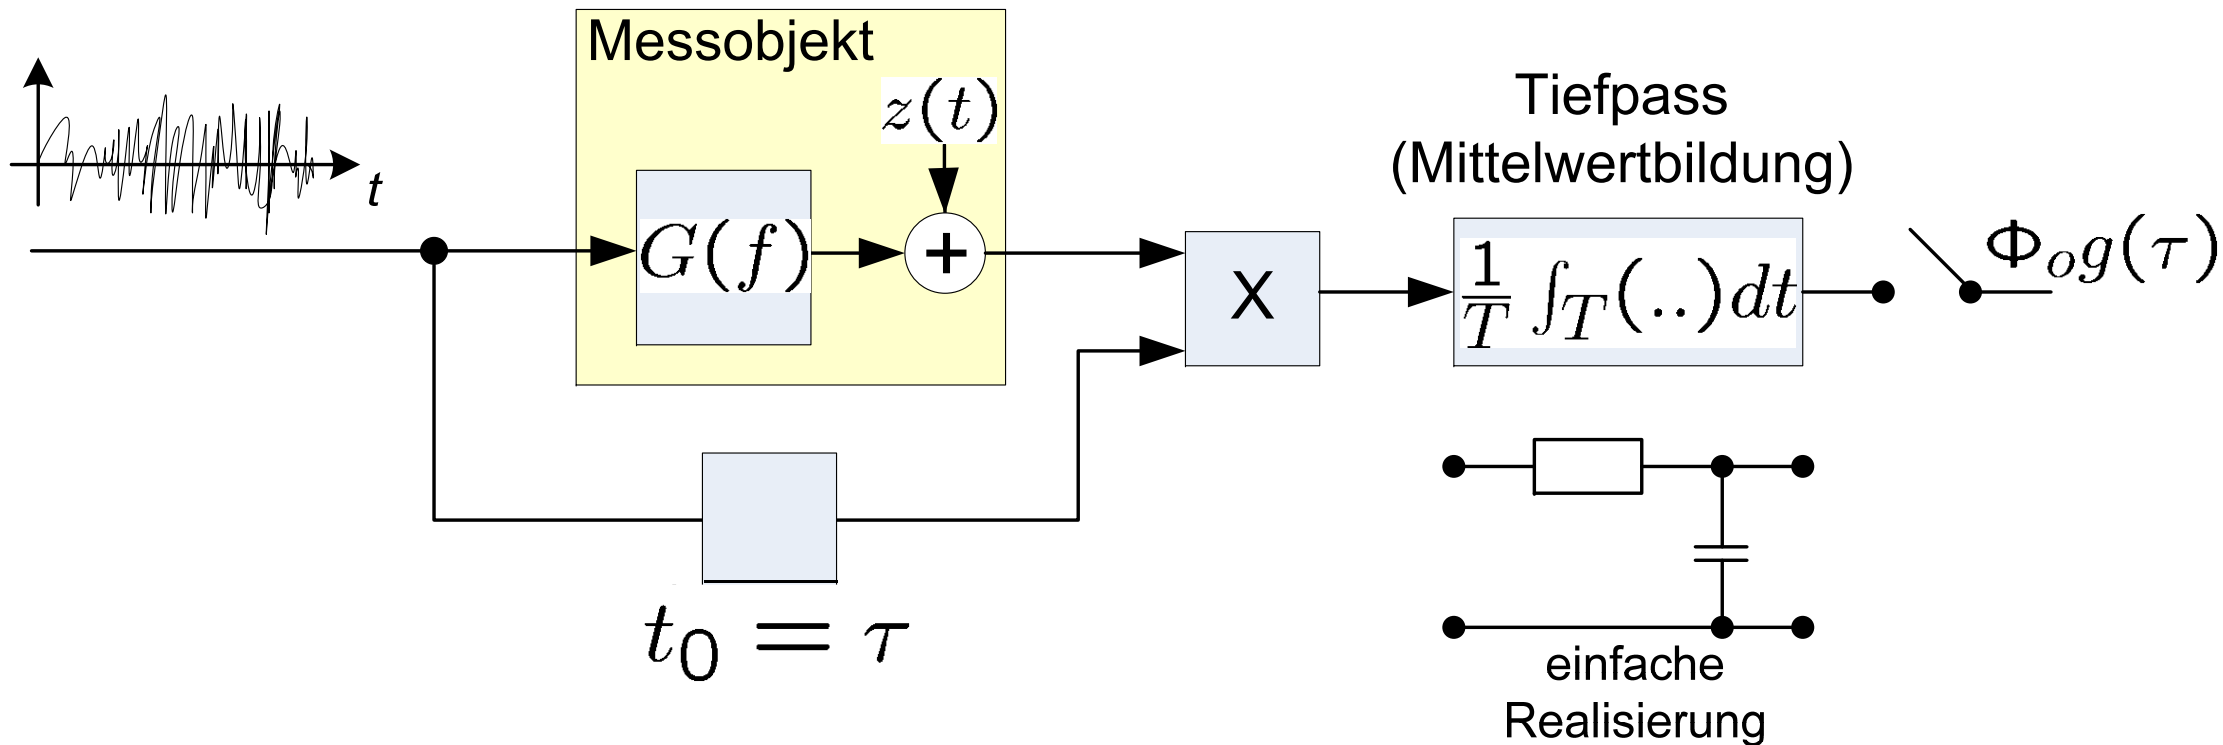 Messobjekt
z(t)
t
G(f)
+
X
Tiefpass
(Mittelwertbildung)
1/T ∫_T(..)dt
Φ_o g(τ)
t_0 = τ
einfache
Realisierung